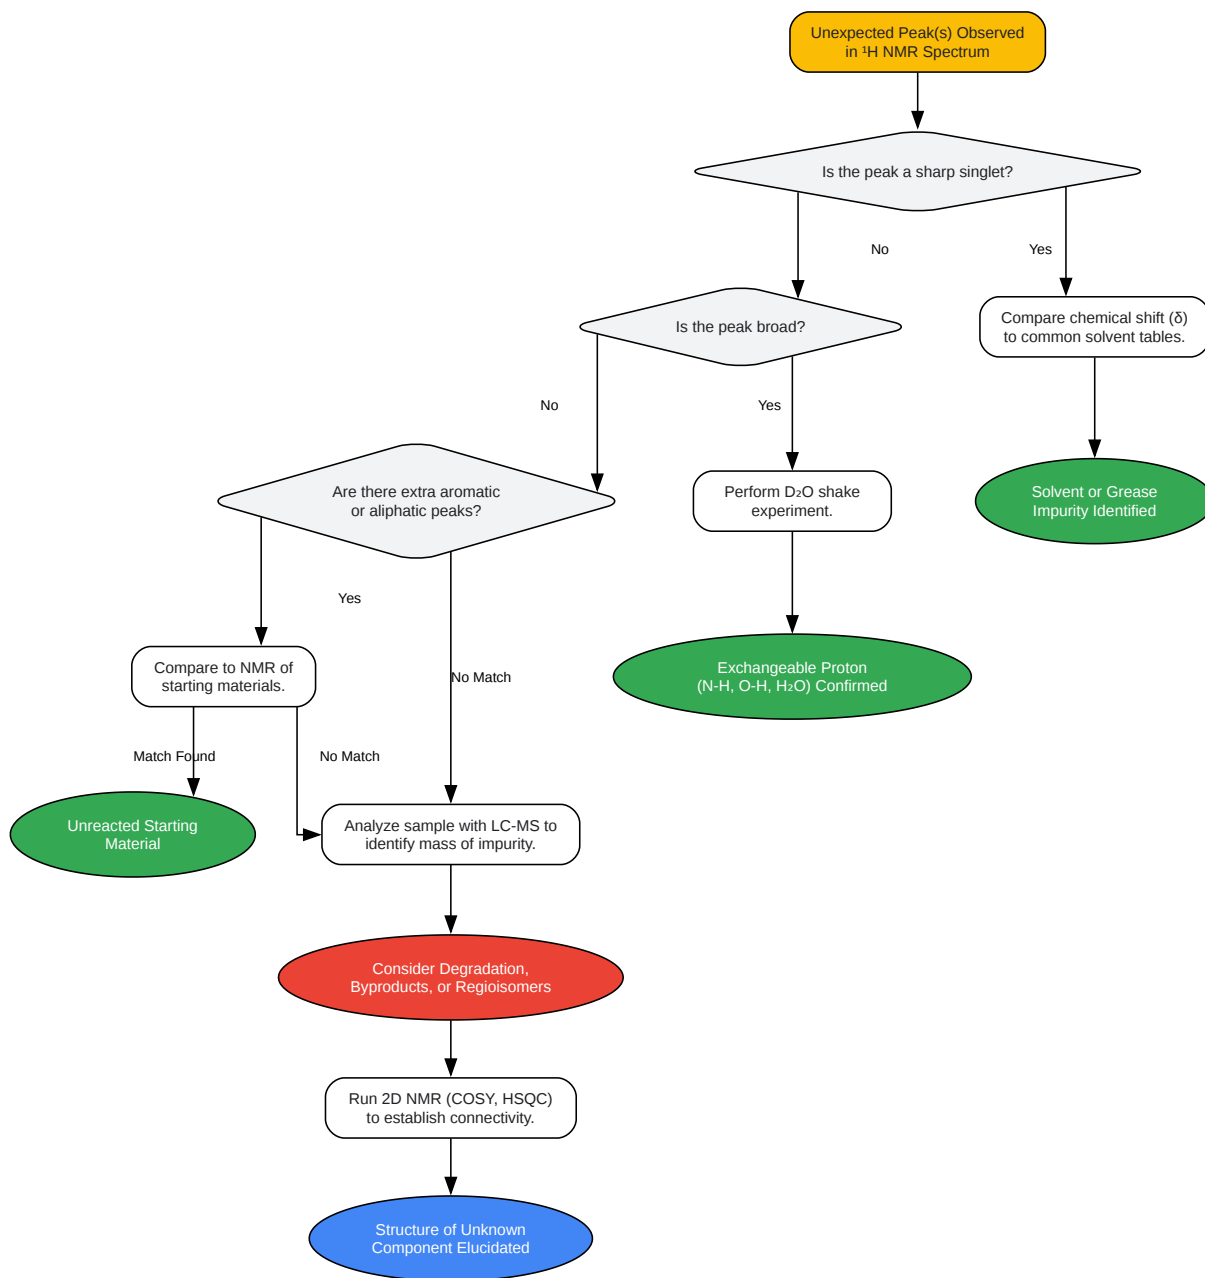 Unexpected Peak(s) Observed
in ¹H NMR Spectrum
Is the peak a sharp singlet?
No
Yes
Is the peak broad?
Compare chemical shift (δ)
to common solvent tables.
No
Yes
Are there extra aromatic
or aliphatic peaks?
Perform D₂O shake
experiment.
Solvent or Grease
Impurity Identified
Yes
Compare to NMR of
starting materials.
No Match
Exchangeable Proton
(N-H, O-H, H₂O) Confirmed
Match Found
No Match
Unreacted Starting
Material
Analyze sample with LC-MS to
identify mass of impurity.
Consider Degradation,
Byproducts, or Regioisomers
Run 2D NMR (COSY, HSQC)
to establish connectivity.
Structure of Unknown
Component Elucidated